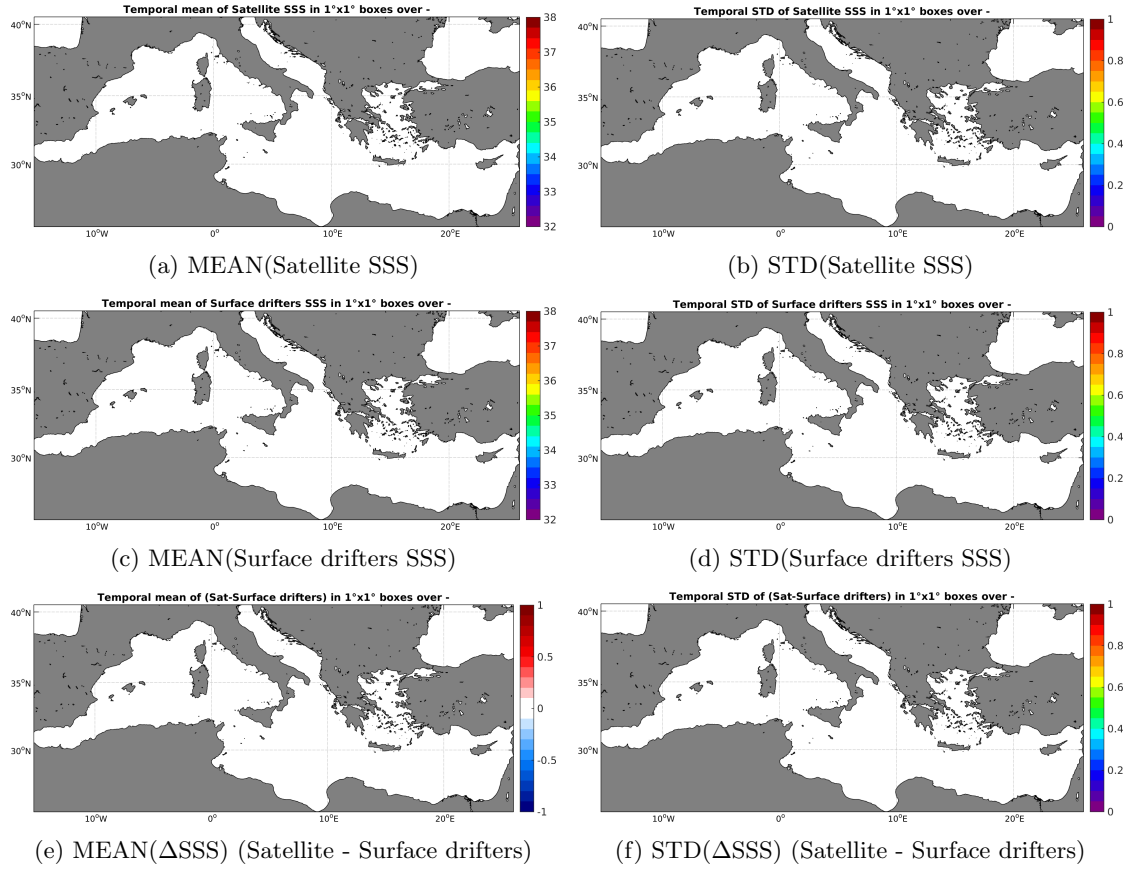 Temporal mean of Satellite SSS in 1°x1° boxes over -
40°N
35°N
30°N
10°W
0°
10°E
20°E
38
37
36
35
34
33
32
(a) MEAN(Satellite SSS)
Temporal STD of Satellite SSS in 1°x1° boxes over -
40°N
35°N
30°N
10°W
0°
10°E
20°E
1
0.8
0.6
0.4
0.2
0
(b) STD(Satellite SSS)
Temporal mean of Surface drifters SSS in 1°x1° boxes over -
40°N
35°N
30°N
10°W
0°
10°E
20°E
38
37
36
35
34
33
32
(c) MEAN(Surface drifters SSS)
Temporal STD of Surface drifters SSS in 1°x1° boxes over -
40°N
35°N
30°N
10°W
0°
10°E
20°E
1
0.8
0.6
0.4
0.2
0
(d) STD(Surface drifters SSS)
Temporal mean of (Sat-Surface drifters) in 1°x1° boxes over -
40°N
35°N
30°N
10°W
0°
10°E
20°E
1
0.5
0
-0.5
-1
(e) MEAN(ΔSSS) (Satellite - Surface drifters)
Temporal STD of (Sat-Surface drifters) in 1°x1° boxes over -
40°N
35°N
30°N
10°W
0°
10°E
20°E
1
0.8
0.6
0.4
0.2
0
(f) STD(ΔSSS) (Satellite - Surface drifters)